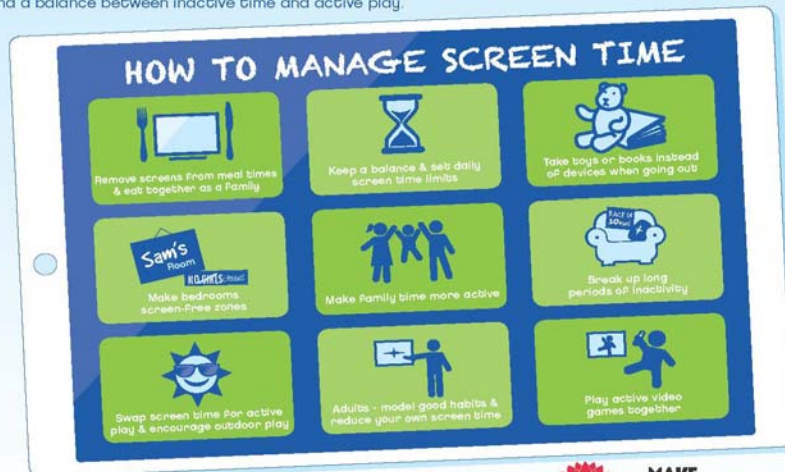 nd a balance between inactive time and active play.
HOW TO MANAGE SCREEN TIME
Remove screens from meal times
& eat together as a family
Keep a balance & set daily
screen time limits
Take toys or books instead
of devices when going out
Sam's
Room
Make bedrooms
screen-free zones
Make family time more active
BACK IN
Break up long
periods of inactivity
Swap screen time for active
play & encourage outdoor play
Adults - model good habits &
reduce your own screen time
Play active video
games together
MAKE